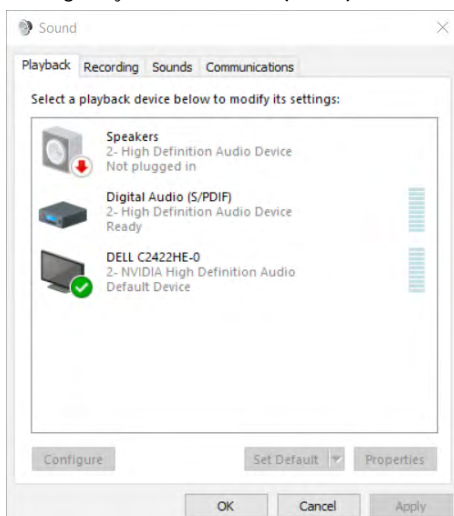 Sound
Playback Recording Sounds Communications
Select a playback device below to modify its settings:
Speakers
2- High Definition Audio Device
Not plugged in
Digital Audio (S/PDIF)
2- High Definition Audio Device
Ready
DELL C2422HE-0
2- NVIDIA High Definition Audio
Default Device
Configure Set Default Properties
OK Cancel Apply